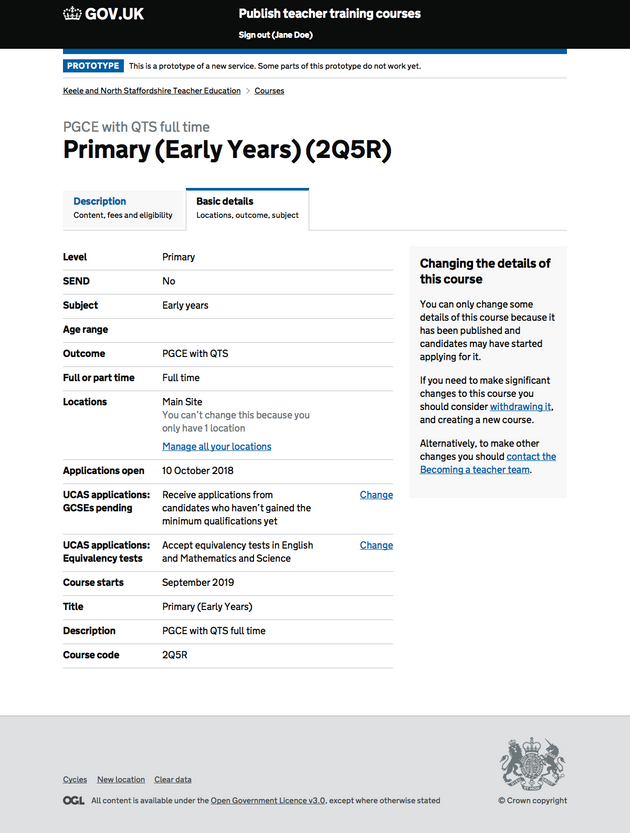 GOV.UK
Publish teacher training courses
Sign out (Jane Doe)
PROTOTYPE This is a prototype of a new service. Some parts of this prototype do not work yet.
Keele and North Staffordshire Teacher Education > Courses
PGCE with QTS full time
Primary (Early Years) (2Q5R)
Description
Content, fees and eligibility
Basic details
Locations, outcome, subject
Level Primary
SEND No
Subject Early years
Age range
Outcome PGCE with QTS
Full or part time Full time
Locations Main Site
You can't change this because you
only have 1 location
Manage all your locations
Applications open 10 October 2018
UCAS applications: Receive applications from Change
GCSEs pending candidates who haven't gained the
minimum qualifications yet
UCAS applications: Accept equivalency tests in English Change
Equivalency tests and Mathematics and Science
Course starts September 2019
Title Primary (Early Years)
Description PGCE with QTS full time
Course code 2Q5R
Changing the details of
this course
You can only change some
details of this course because it
has been published and
candidates may have started
applying for it.
If you need to make significant
changes to this course you
should consider withdrawing it,
and creating a new course.
Alternatively, to make other
changes you should contact the
Becoming a teacher team.
Cycles New location Clear data
OGL All content is available under the Open Government Licence v3.0, except where otherwise stated
© Crown copyright